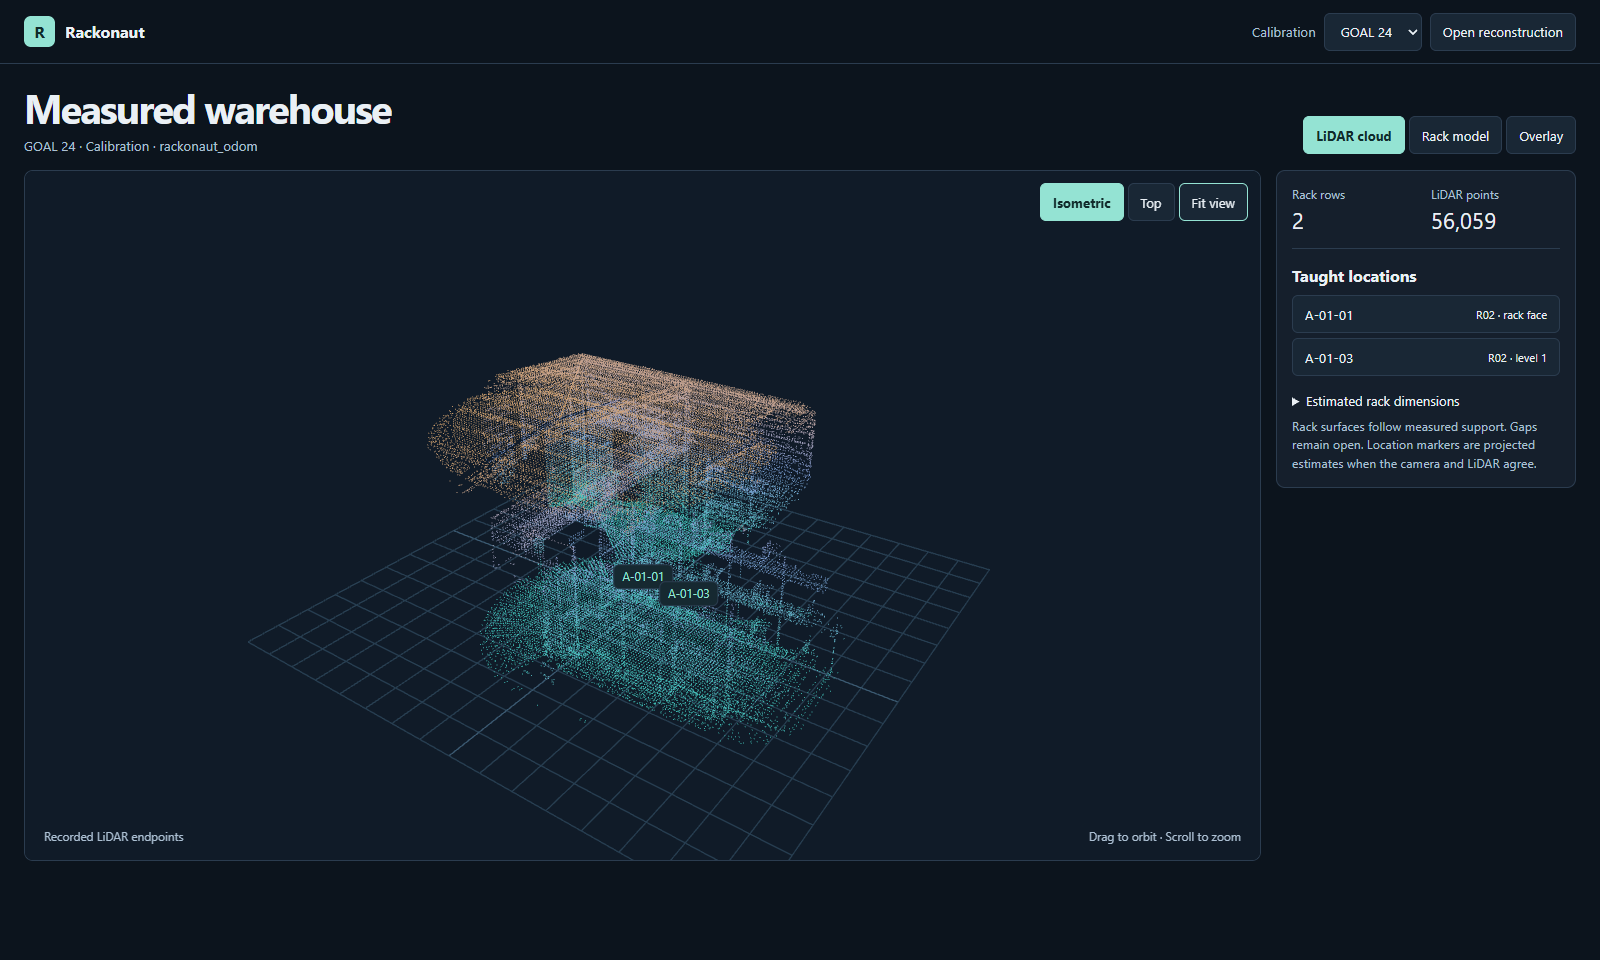 R Rackonaut
Calibration GOAL 24 Open reconstruction
Measured warehouse
GOAL 24 · Calibration · rackonaut_odom
LiDAR cloud Rack model Overlay
Isometric Top Fit view
Rack rows LiDAR points
2 56,059
Taught locations
A-01-01 R02 · rack face
A-01-03 R02 · level 1
Estimated rack dimensions
Rack surfaces follow measured support. Gaps
remain open. Location markers are projected
estimates when the camera and LiDAR agree.
A-01-01
A-01-03
Recorded LiDAR endpoints
Drag to orbit · Scroll to zoom